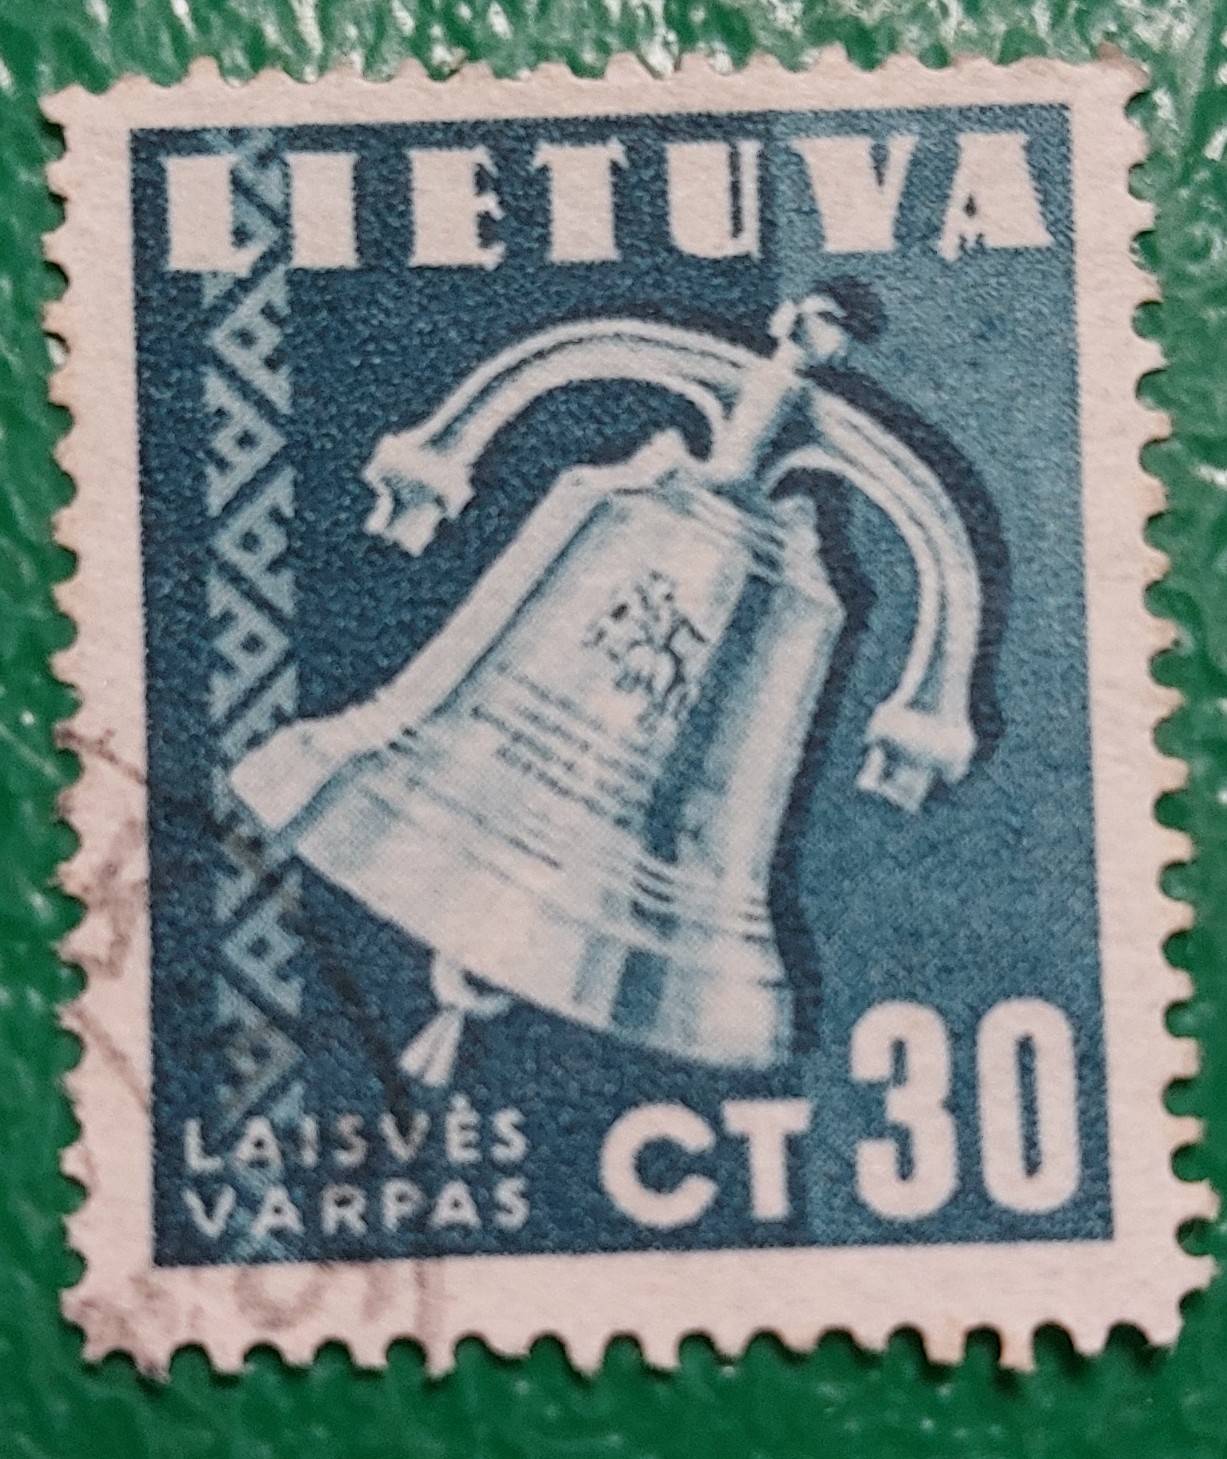 LIETUVA
LAISVĖS
VARPAS
CT 30